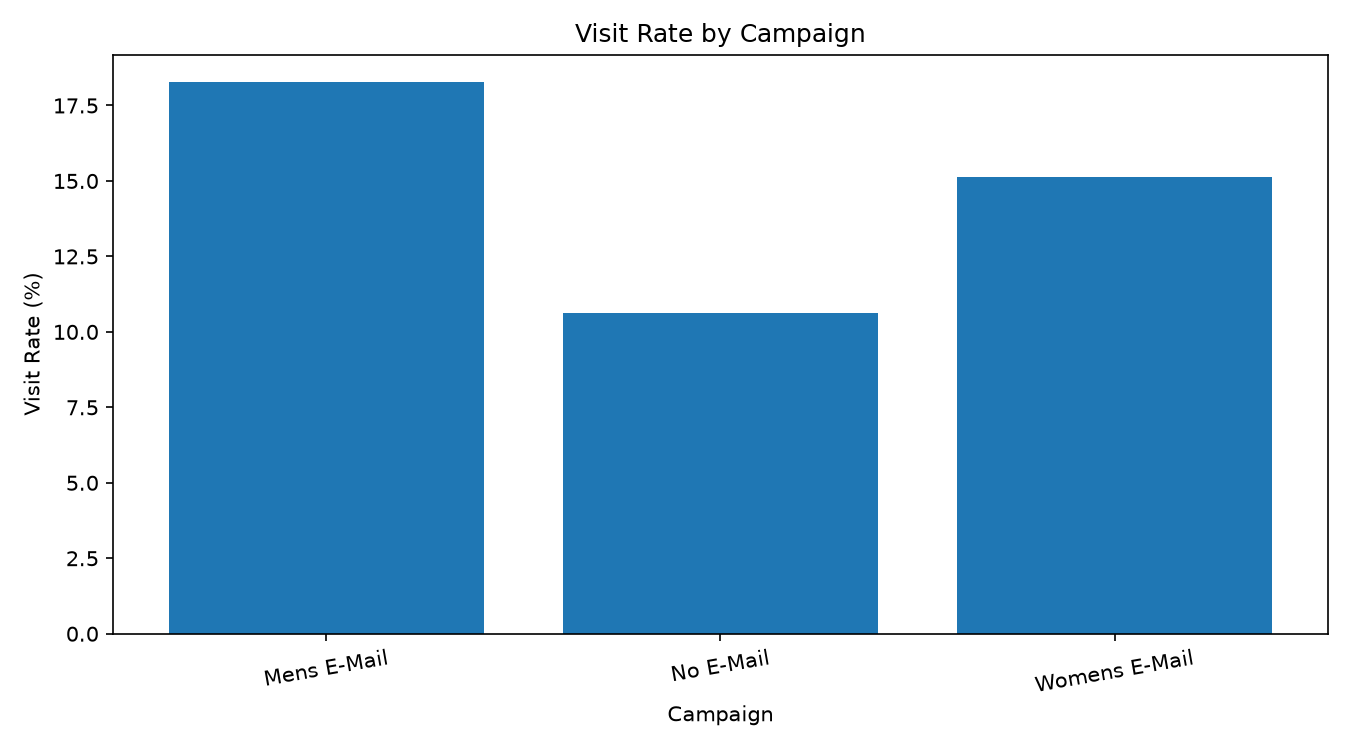 Visit Rate by Campaign
Visit Rate (%)
17.5
15.0
12.5
10.0
7.5
5.0
2.5
0.0
Mens E-Mail
No E-Mail
Womens E-Mail
Campaign